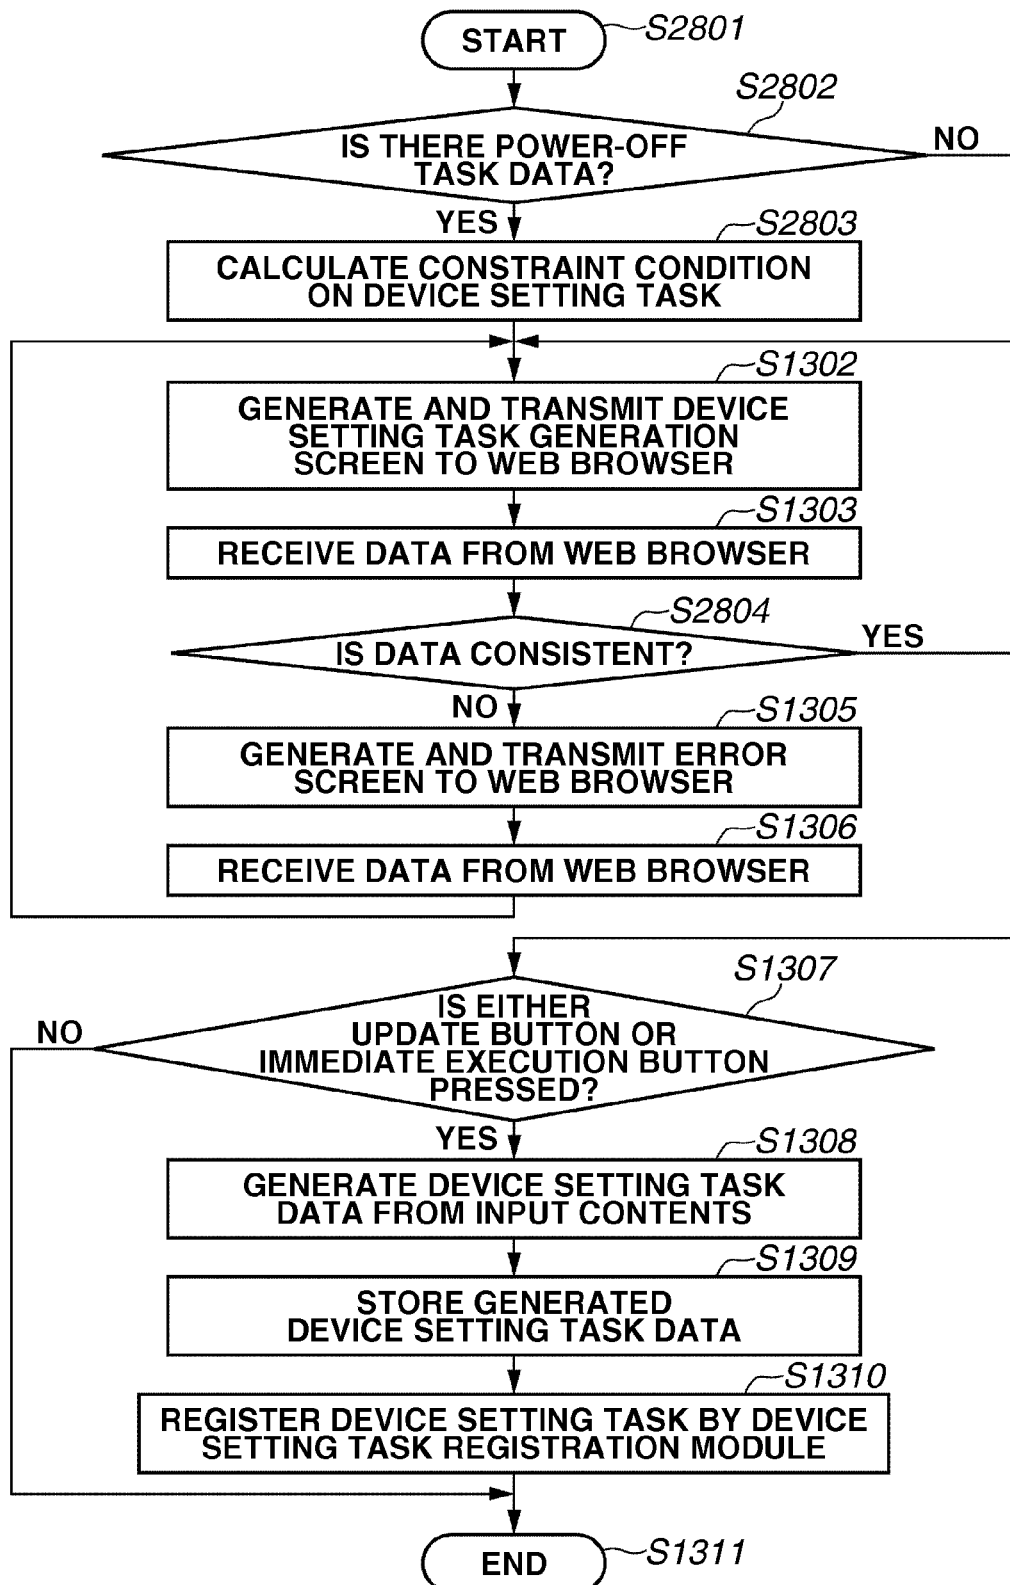 START
S2801
S2802
IS THERE POWER-OFF
TASK DATA?
NO
YES
S2803
CALCULATE CONSTRAINT CONDITION
ON DEVICE SETTING TASK
S1302
GENERATE AND TRANSMIT DEVICE
SETTING TASK GENERATION
SCREEN TO WEB BROWSER
S1303
RECEIVE DATA FROM WEB BROWSER
S2804
IS DATA CONSISTENT?
YES
NO
S1305
GENERATE AND TRANSMIT ERROR
SCREEN TO WEB BROWSER
S1306
RECEIVE DATA FROM WEB BROWSER
S1307
IS EITHER
UPDATE BUTTON OR
IMMEDIATE EXECUTION BUTTON
PRESSED?
NO
YES
S1308
GENERATE DEVICE SETTING TASK
DATA FROM INPUT CONTENTS
S1309
STORE GENERATED
DEVICE SETTING TASK DATA
S1310
REGISTER DEVICE SETTING TASK BY DEVICE
SETTING TASK REGISTRATION MODULE
END
S1311